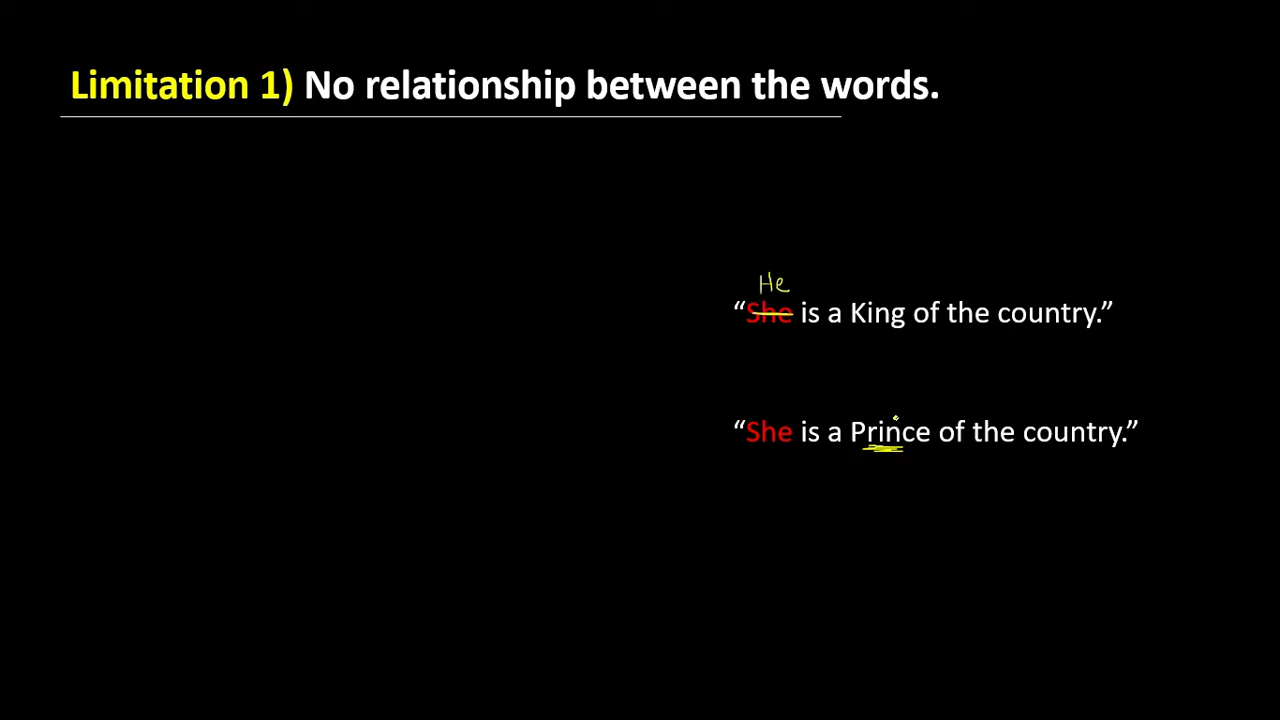 Limitation 1) No relationship between the words.
He
“She is a King of the country.”
“She is a Prince of the country.”